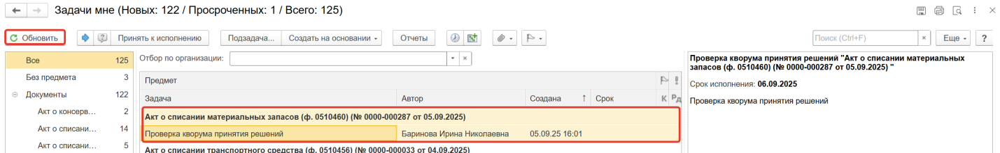 Задачи мне (Новых: 122 / Просроченных: 1 / Всего: 125)
Обновить Принять к исполнению Подзадача... Создать на основании Отчеты Поиск (Ctrl+F) × Еще ?
Все 125
Без предмета 3
Документы 122
Акт о консерв... 2
Акт о списани... 14
Акт о списани... 5
Отбор по организации:
Предмет
Задача Автор Создана ↑ Срок К Рд
Акт о списании материальных запасов (ф. 0510460) (№ 0000-000287 от 05.09.2025)
Проверка кворума принятия решений Баринова Ирина Николаевна 05.09.25 16:01
Акт о списании транспортного средства (ф. 0510456) (№ 0000-000033 от 04.09.2025)
Проверка кворума принятия решений "Акт о списании материальных
запасов (ф. 0510460) (№ 0000-000287 от 05.09.2025) "
Срок исполнения: 06.09.2025
Проверка кворума принятия решений